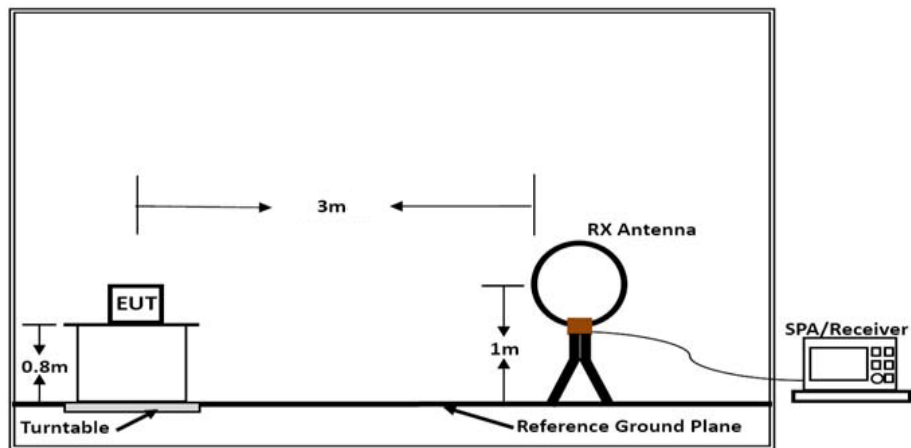 3m
RX Antenna
EUT
SPA/Receiver
0.8m
1m
Turntable
Reference Ground Plane